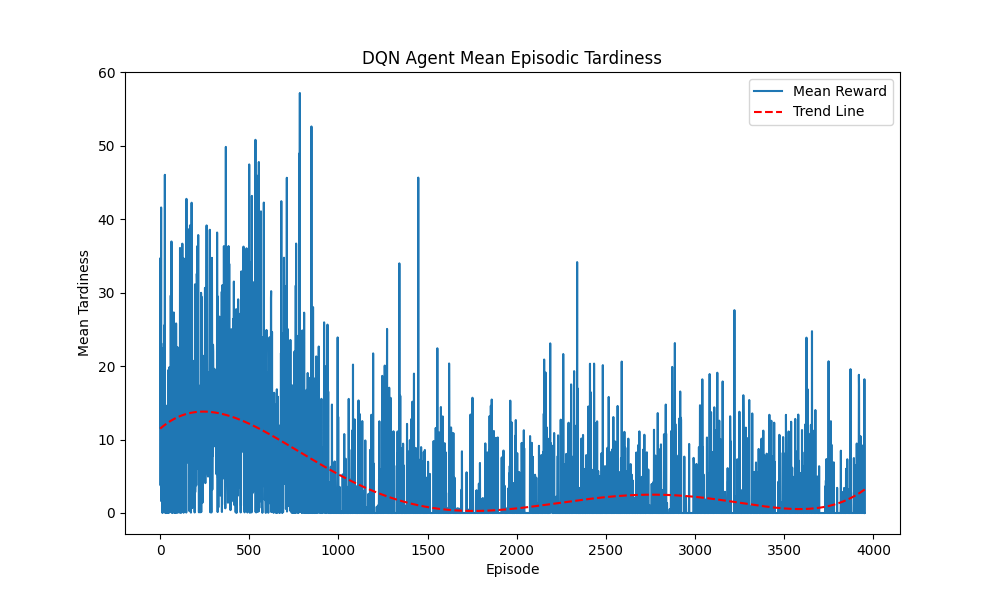 DQN Agent Mean Episodic Tardiness
Mean Reward
Trend Line
60
50
40
30
20
10
0
Mean Tardiness
0 500 1000 1500 2000 2500 3000 3500 4000
Episode